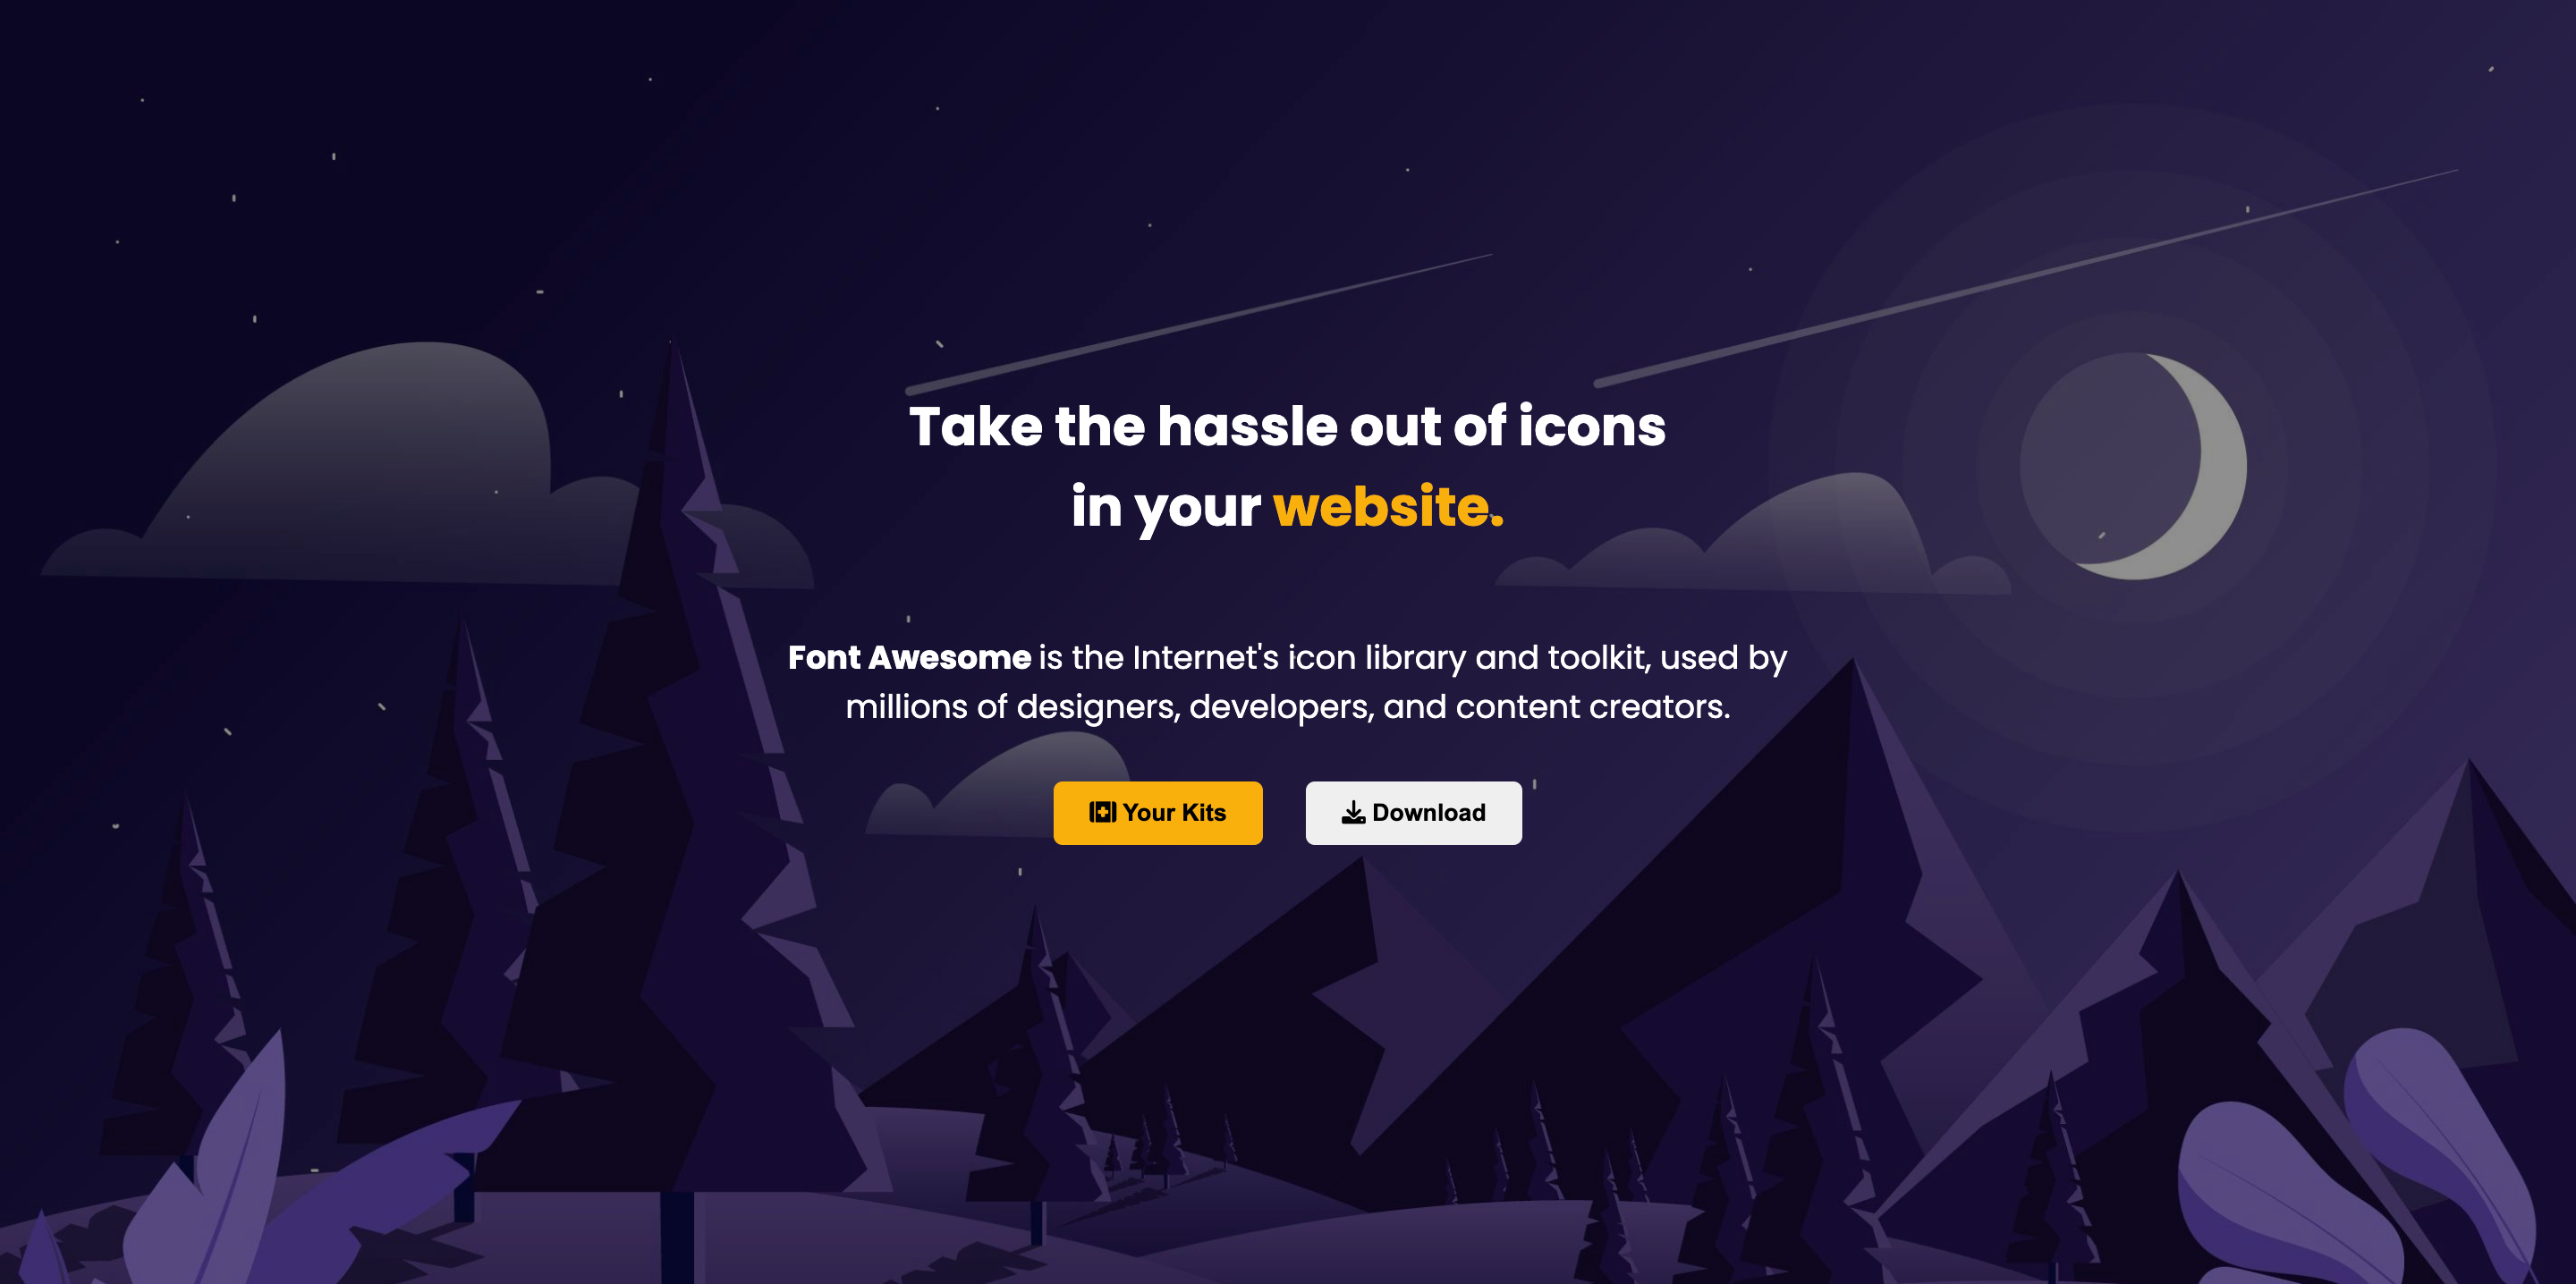 Take the hassle out of icons
in your website.
Font Awesome is the Internet's icon library and toolkit, used by
millions of designers, developers, and content creators.
Your Kits
Download